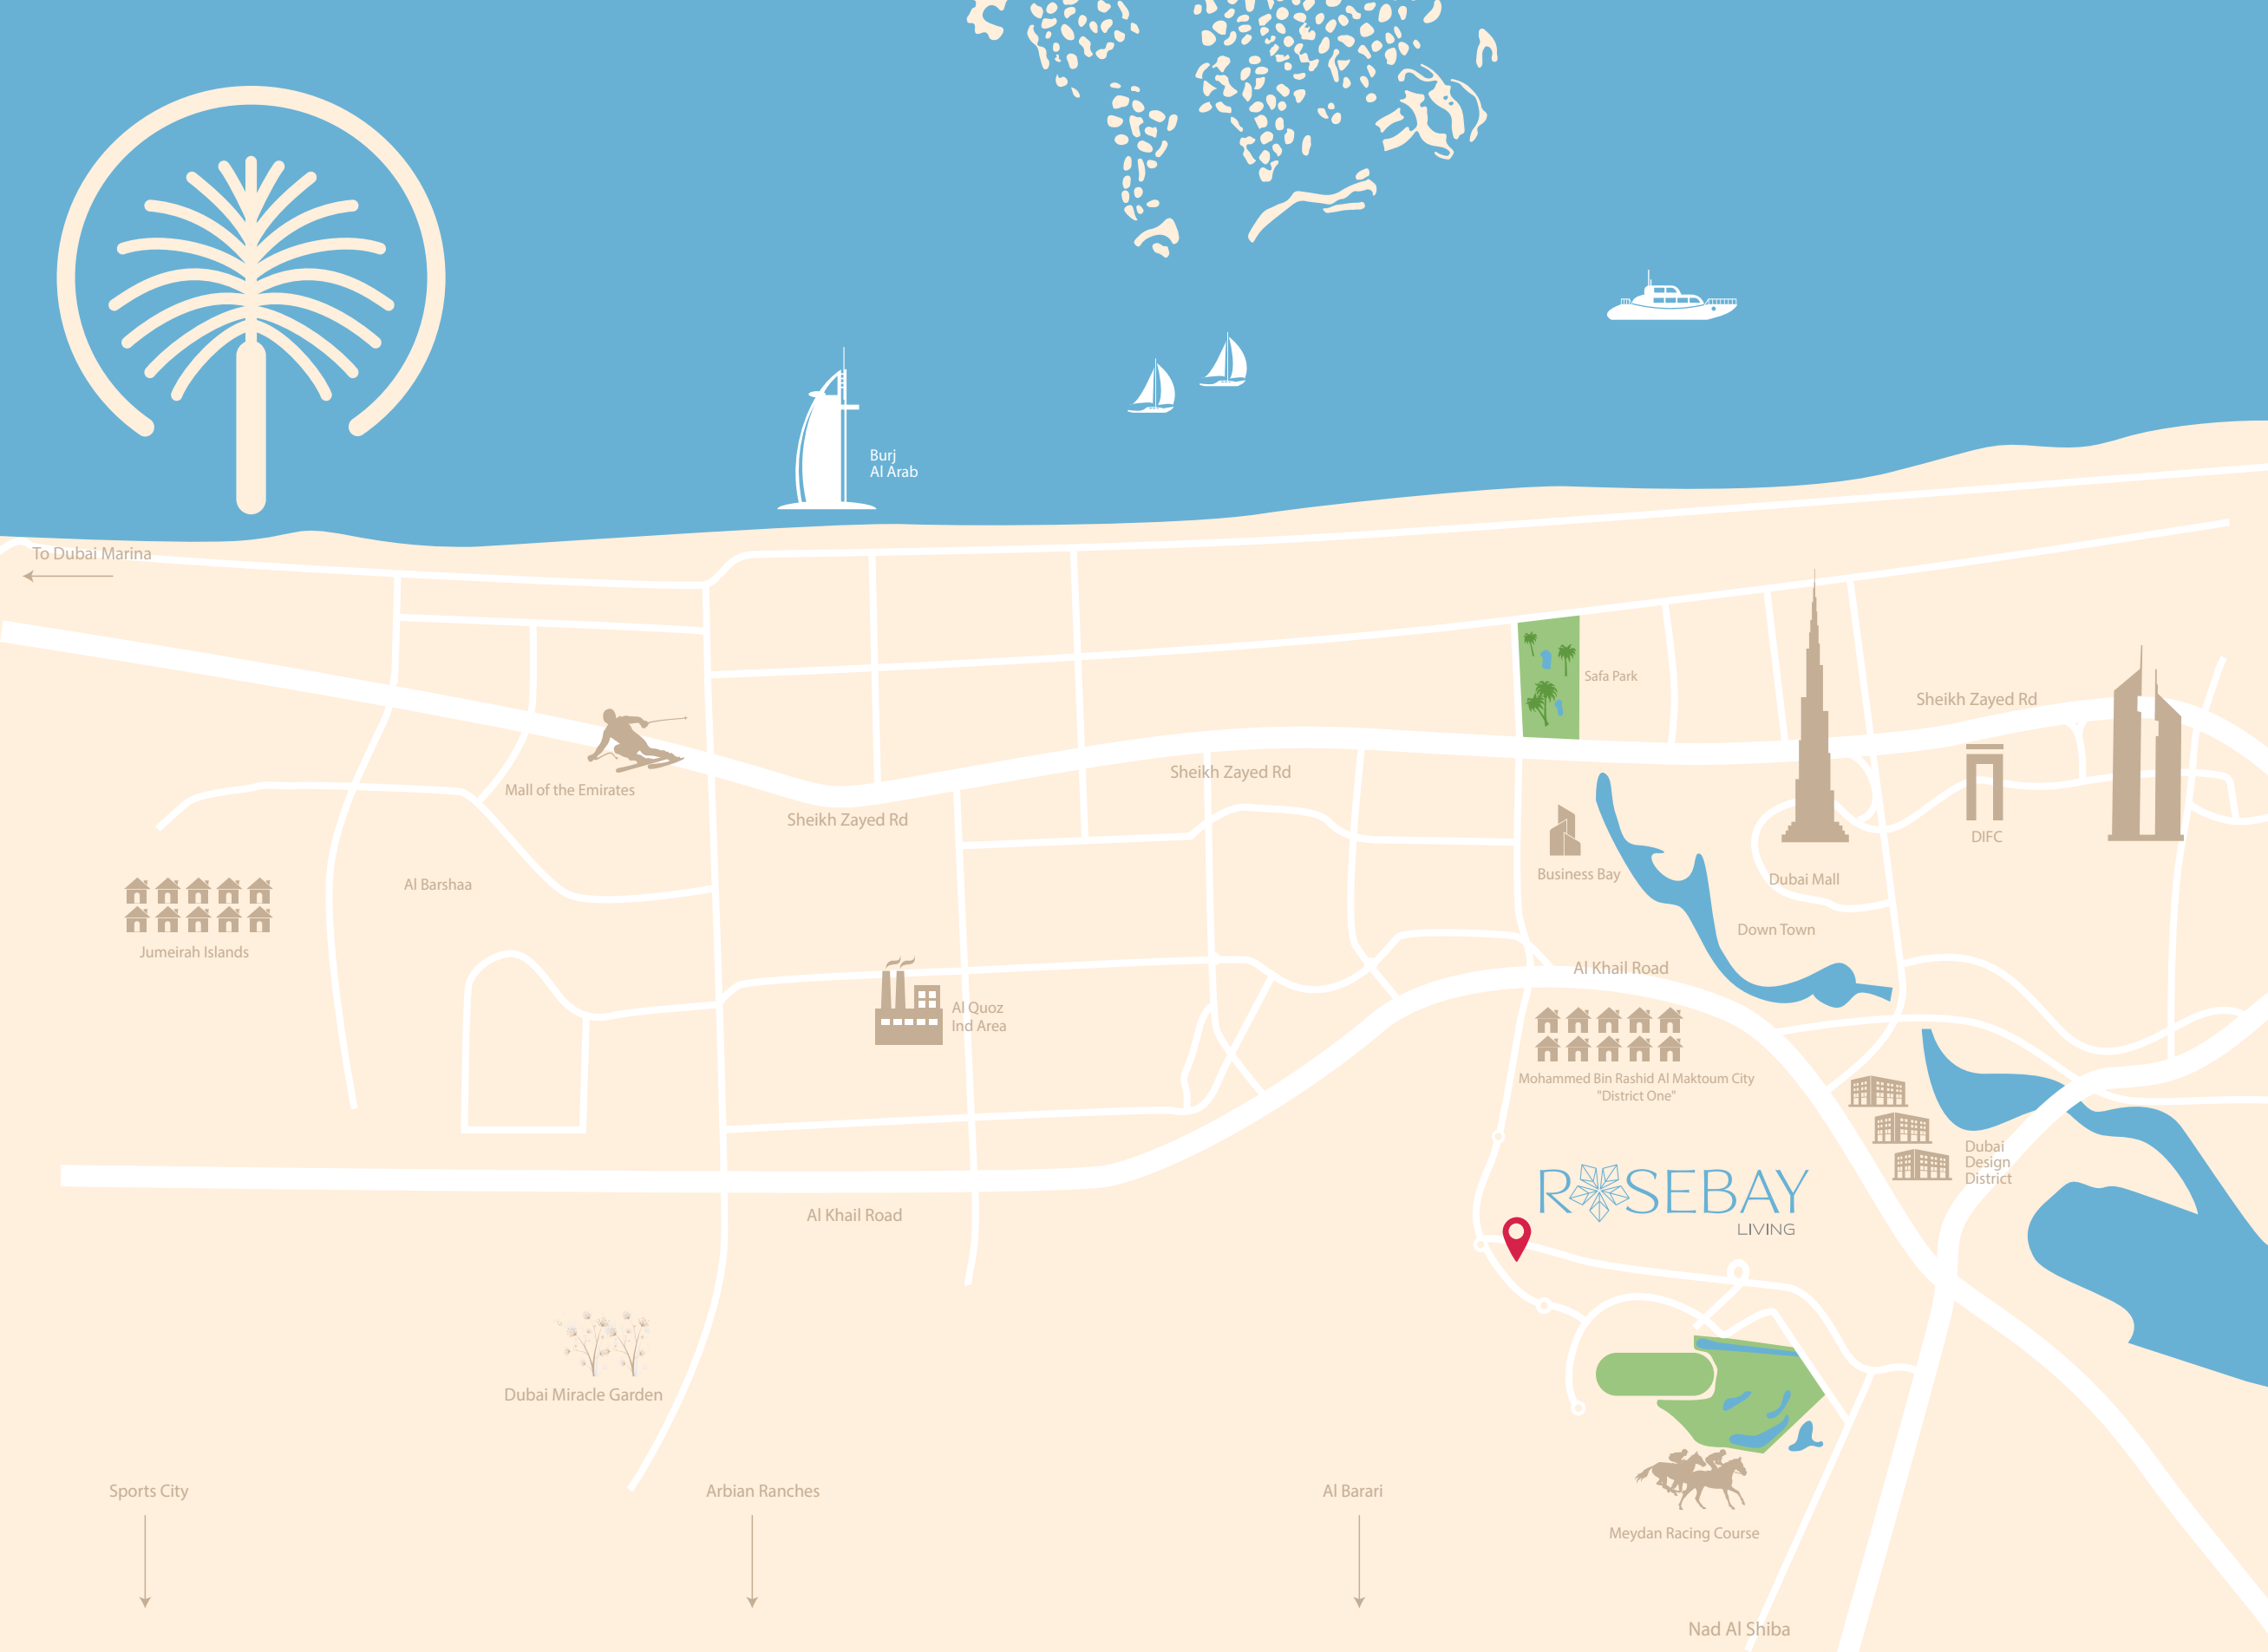 Burj
Al Arab
To Dubai Marina
Safa Park
Sheikh Zayed Rd
Sheikh Zayed Rd
Mall of the Emirates
Sheikh Zayed Rd
DIFC
Business Bay
Dubai Mall
Al Barshaa
Down Town
Jumeirah Islands
Al Khail Road
Al Quoz
Ind Area
Mohammed Bin Rashid Al Maktoum City
"District One"
Dubai
Design
District
ROSEBAY
LIVING
Al Khail Road
Dubai Miracle Garden
Sports City
Arbian Ranches
Al Barari
Meydan Racing Course
Nad Al Shiba